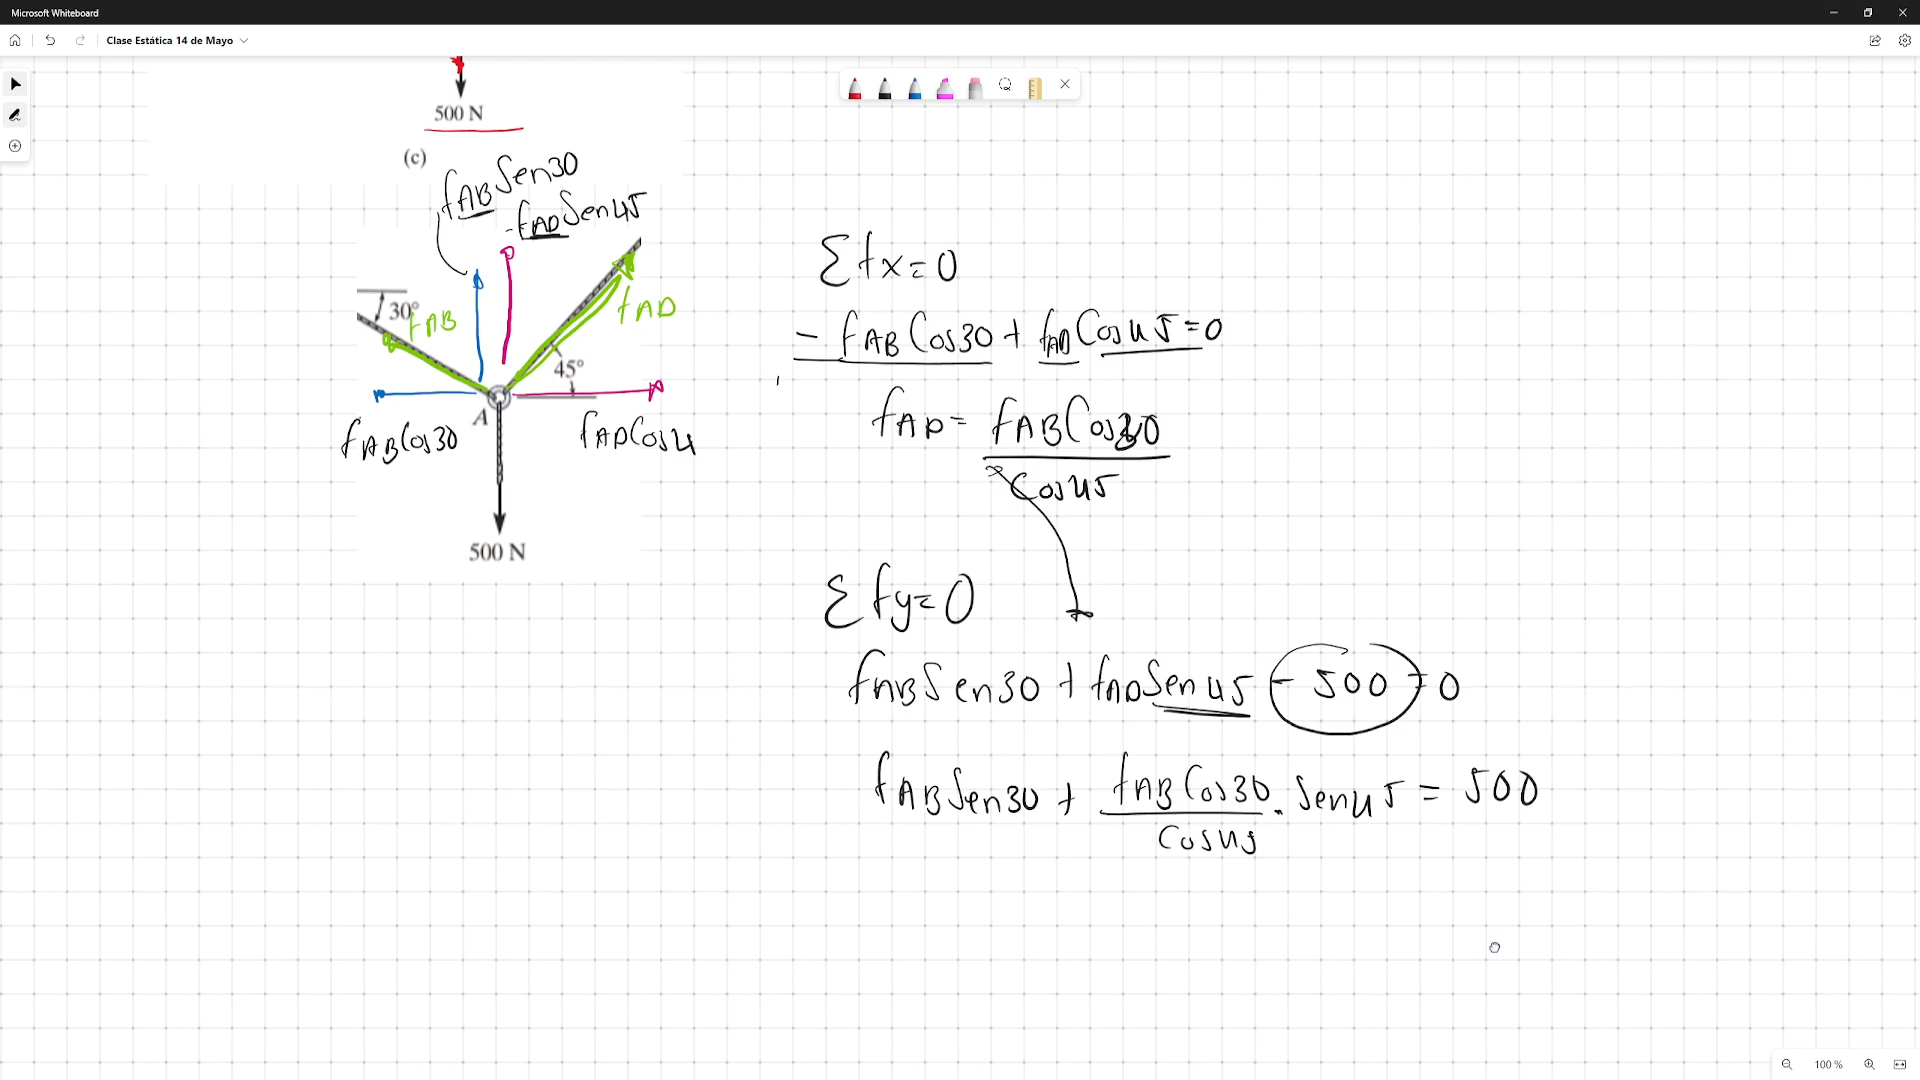 Microsoft Whiteboard
Clase Estática 14 de Mayo
500 N
(c)
fAB Sen30
fAD Sen45
30°
fAB
fAD
45°
A
fAB Cos30
fAD Cos4
500 N
Σfx=0
- fAB Cos30 + fAD Cos45=0
fAD= fAB Cos30
Cos45
Σfy=0
fAB Sen30 + fAD Sen45 - 500 = 0
fAB Sen30 + fAB Cos30 . Sen45 = 500
Cos45
100 %